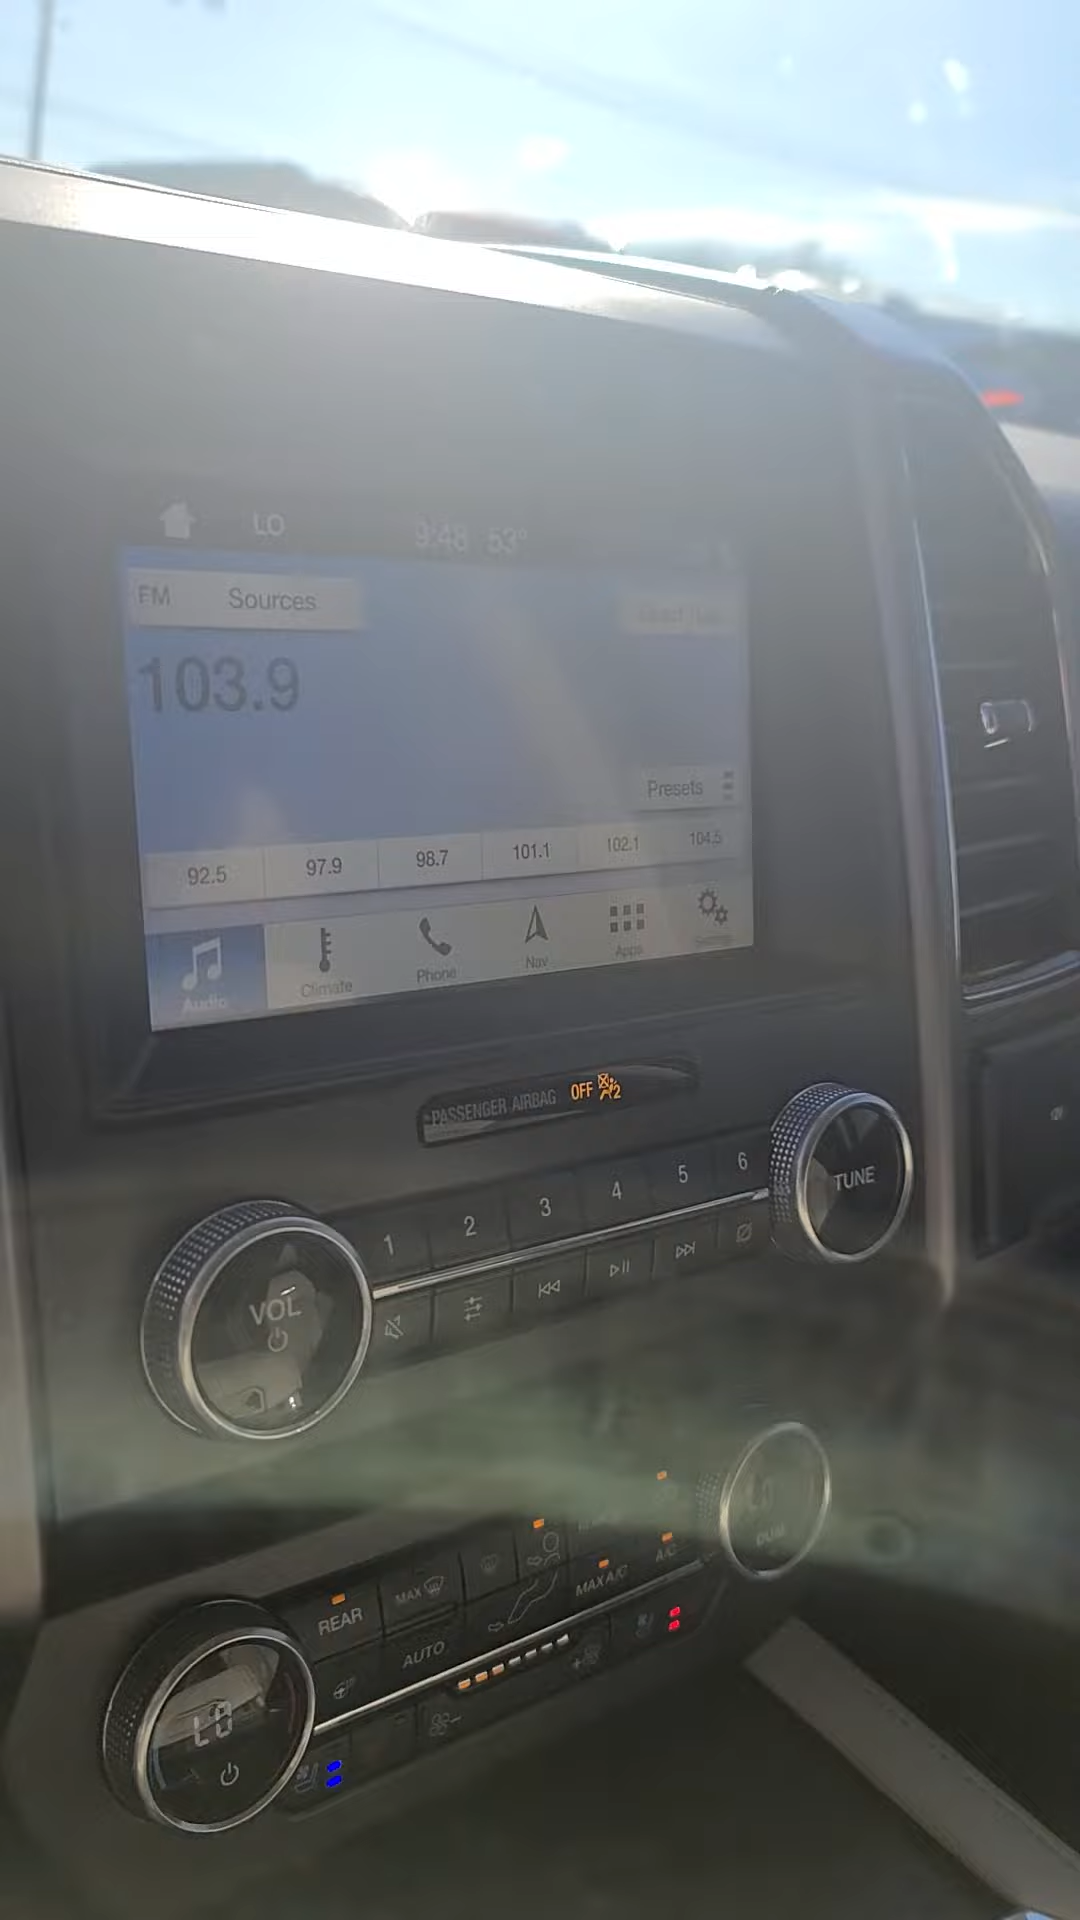 LO 9:48 53°
FM Sources
103.9
Presets
92.5 97.9 98.7 101.1 102.1 104.5
Audio Climate Phone Nav Apps
PASSENGER AIRBAG OFF 2
1 2 3 4 5 6
TUNE
VOL
REAR MAX MAX A/C A/C
AUTO
LO